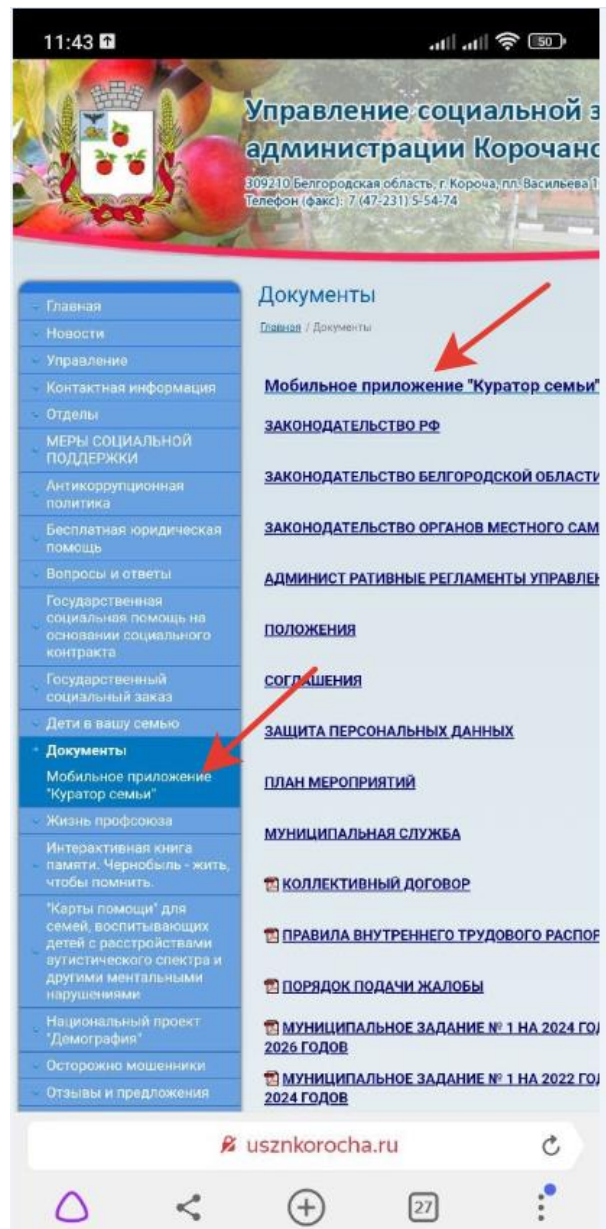 11:43
50
Управление социальной з
администрации Корочанс
309210 Белгородская область, г. Короча, пл. Васильева 1
Телефон (факс): 7 (47-231) 5-54-74
Главная
Новости
Управление
Контактная информация
Отделы
МЕРЫ СОЦИАЛЬНОЙ
ПОДДЕРЖКИ
Антикоррупционная
политика
Бесплатная юридическая
помощь
Вопросы и ответы
Государственная
социальная помощь на
основании социального
контракта
Государственный
социальный заказ
Дети в вашу семью
Документы
Мобильное приложение
"Куратор семьи"
Жизнь профсоюза
Интерактивная книга
памяти. Чернобыль - жить,
чтобы помнить.
"Карты помощи" для
семей, воспитывающих
детей с расстройствами
аутистического спектра и
другими ментальными
нарушениями
Национальный проект
"Демография"
Осторожно мошенники
Отзывы и предложения
Документы
Главная / Документы
Мобильное приложение "Куратор семьи"
ЗАКОНОДАТЕЛЬСТВО РФ
ЗАКОНОДАТЕЛЬСТВО БЕЛГОРОДСКОЙ ОБЛАСТИ
ЗАКОНОДАТЕЛЬСТВО ОРГАНОВ МЕСТНОГО САМ
АДМИНИСТ РАТИВНЫЕ РЕГЛАМЕНТЫ УПРАВЛЕН
ПОЛОЖЕНИЯ
СОГЛАШЕНИЯ
ЗАЩИТА ПЕРСОНАЛЬНЫХ ДАННЫХ
ПЛАН МЕРОПРИЯТИЙ
МУНИЦИПАЛЬНАЯ СЛУЖБА
КОЛЛЕКТИВНЫЙ ДОГОВОР
ПРАВИЛА ВНУТРЕННЕГО ТРУДОВОГО РАСПОР
ПОРЯДОК ПОДАЧИ ЖАЛОБЫ
МУНИЦИПАЛЬНОЕ ЗАДАНИЕ № 1 НА 2024 ГОД
2026 ГОДОВ
МУНИЦИПАЛЬНОЕ ЗАДАНИЕ № 1 НА 2022 ГОД
2024 ГОДОВ
usznkorocha.ru
27